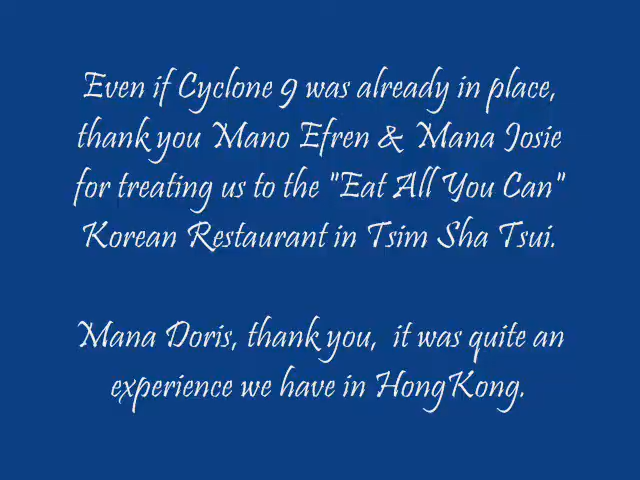 Even if Cyclone 9 was already in place,
thank you Mano Efren & Mana Josie
for treating us to the "Eat All You Can"
Korean Restaurant in Tsim Sha Tsui.
Mana Doris, thank you, it was quite an
experience we have in HongKong.